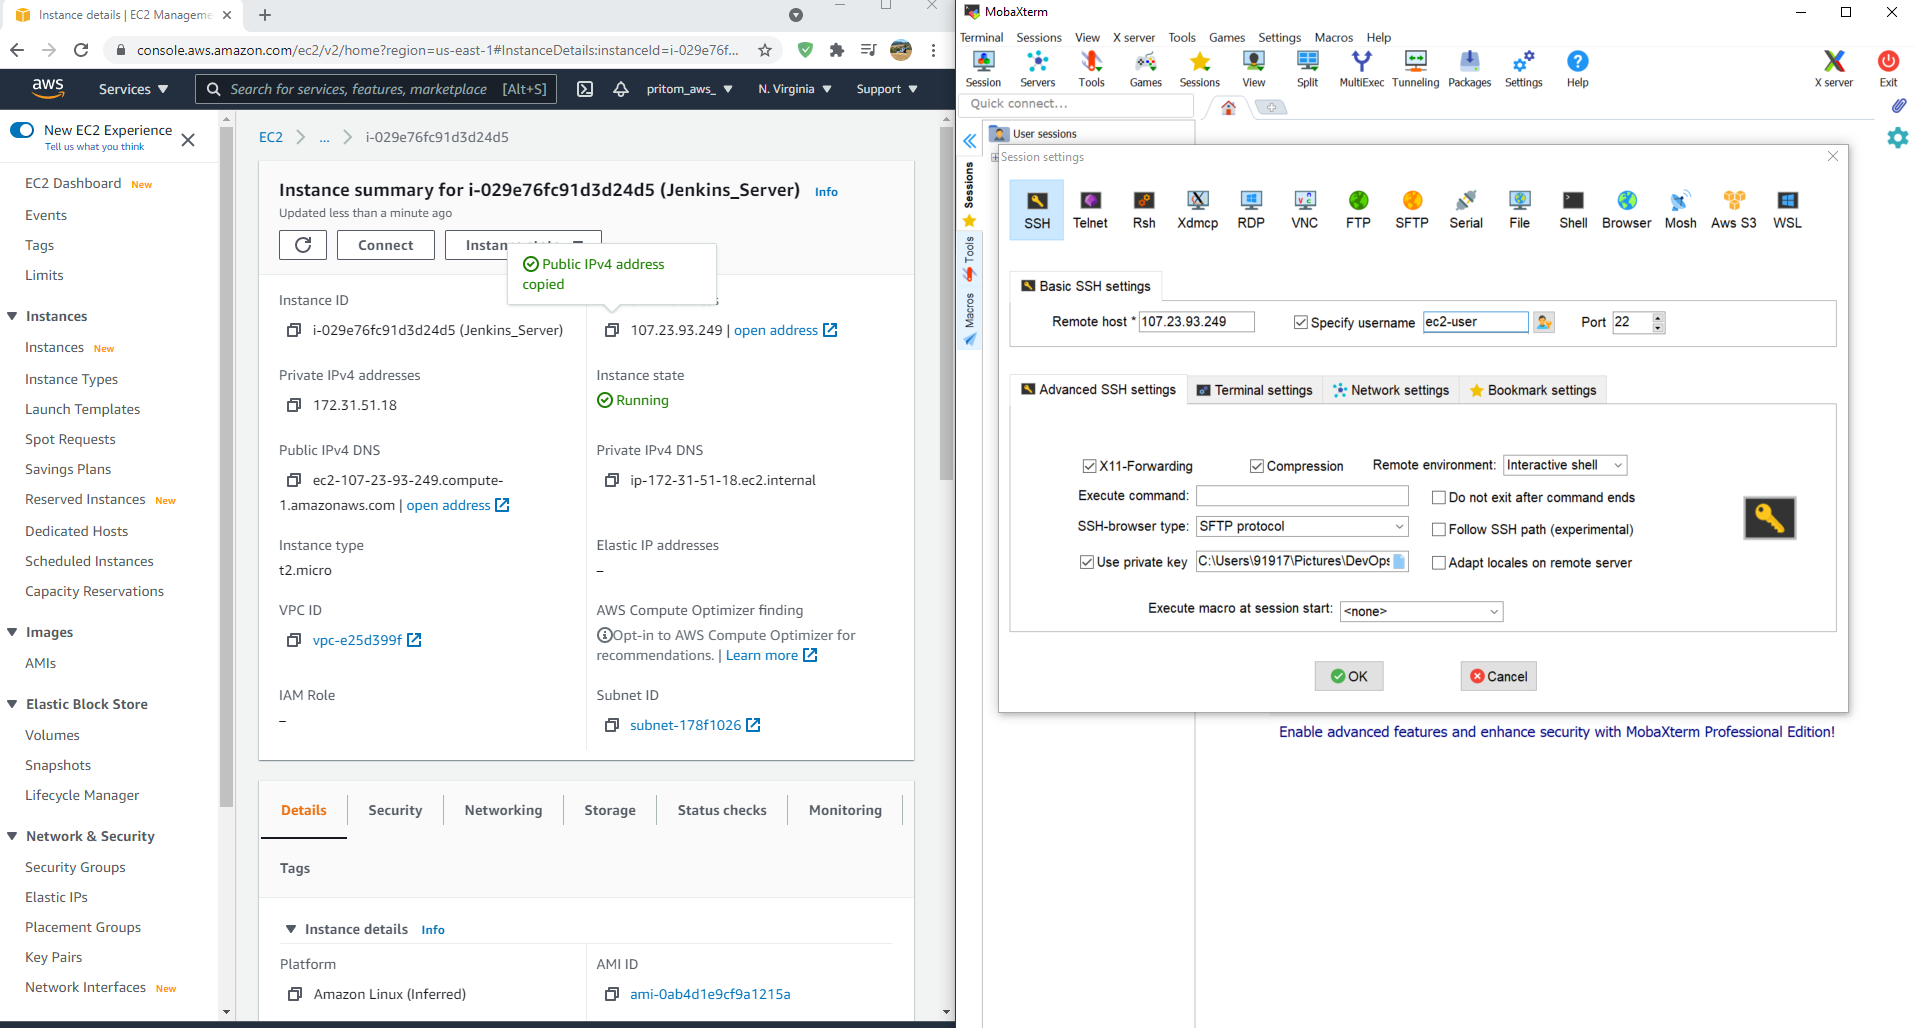 Instance details | EC2 Manageme
console.aws.amazon.com/ec2/v2/home?region=us-east-1#InstanceDetails:instanceId=i-029e76f...
aws
Services
Search for services, features, marketplace [Alt+S]
pritom_aws_
N. Virginia
Support
New EC2 Experience
Tell us what you think
EC2 Dashboard New
Events
Tags
Limits
Instances
Instances New
Instance Types
Launch Templates
Spot Requests
Savings Plans
Reserved Instances New
Dedicated Hosts
Scheduled Instances
Capacity Reservations
Images
AMIs
Elastic Block Store
Volumes
Snapshots
Lifecycle Manager
Network & Security
Security Groups
Elastic IPs
Placement Groups
Key Pairs
Network Interfaces New
EC2 > ... > i-029e76fc91d3d24d5
Instance summary for i-029e76fc91d3d24d5 (Jenkins_Server) Info
Updated less than a minute ago
Connect
Public IPv4 address
copied
Instance ID
i-029e76fc91d3d24d5 (Jenkins_Server)
107.23.93.249 | open address
Private IPv4 addresses
172.31.51.18
Instance state
Running
Public IPv4 DNS
ec2-107-23-93-249.compute-
1.amazonaws.com | open address
Private IPv4 DNS
ip-172-31-51-18.ec2.internal
Instance type
t2.micro
Elastic IP addresses
–
VPC ID
vpc-e25d399f
AWS Compute Optimizer finding
Opt-in to AWS Compute Optimizer for
recommendations. | Learn more
IAM Role
–
Subnet ID
subnet-178f1026
Details
Security
Networking
Storage
Status checks
Monitoring
Tags
Instance details Info
Platform
Amazon Linux (Inferred)
AMI ID
ami-0ab4d1e9cf9a1215a
MobaXterm
Terminal Sessions View X server Tools Games Settings Macros Help
Session Servers Tools Games Sessions View Split MultiExec Tunneling Packages Settings Help X server Exit
Quick connect...
User sessions
Sessions
Tools
Macros
Session settings
SSH Telnet Rsh Xdmcp RDP VNC FTP SFTP Serial File Shell Browser Mosh Aws S3 WSL
Basic SSH settings
Remote host * 107.23.93.249
Specify username ec2-user
Port 22
Advanced SSH settings
Terminal settings
Network settings
Bookmark settings
X11-Forwarding
Compression
Remote environment: Interactive shell
Execute command:
Do not exit after command ends
SSH-browser type: SFTP protocol
Follow SSH path (experimental)
Use private key C:\Users\91917\Pictures\DevOps
Adapt locales on remote server
Execute macro at session start: <none>
OK
Cancel
Enable advanced features and enhance security with MobaXterm Professional Edition!